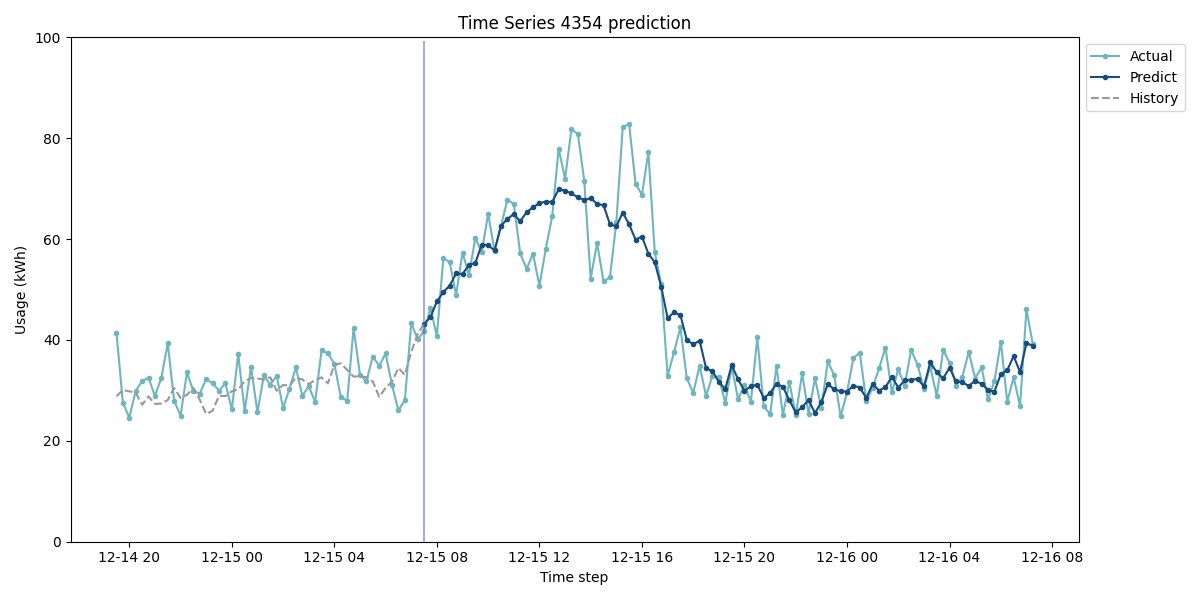 Time Series 4354 prediction
100
80
60
40
20
0
Usage (kWh)
12-14 20
12-15 00
12-15 04
12-15 08
12-15 12
12-15 16
12-15 20
12-16 00
12-16 04
12-16 08
Time step
Actual
Predict
History